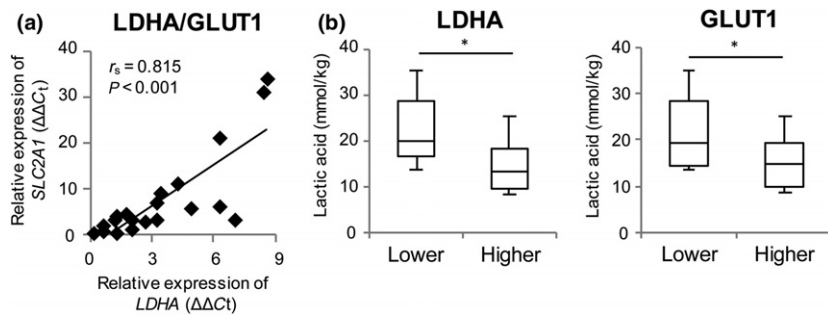 (a) LDHA/GLUT1
Relative expression of
SLC2A1 (ΔΔCt)
40
30
20
10
0
rs = 0.815
P < 0.001
0 3 6 9
Relative expression of
LDHA (ΔΔCt)
(b) LDHA
Lactic acid (mmol/kg)
40
30
20
10
0
*
Lower Higher
GLUT1
Lactic acid (mmol/kg)
40
30
20
10
0
*
Lower Higher